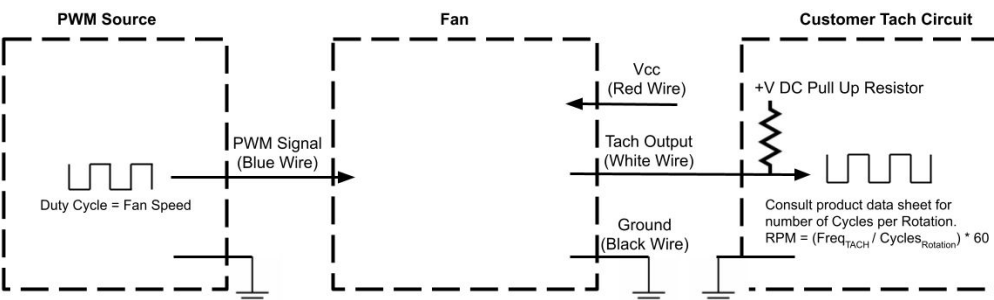 PWM Source
Fan
Customer Tach Circuit
Vcc
(Red Wire)
+V DC Pull Up Resistor
PWM Signal
(Blue Wire)
Tach Output
(White Wire)
Duty Cycle = Fan Speed
Consult product data sheet for
number of Cycles per Rotation.
RPM = (Freq_TACH / Cycles_Rotation) * 60
Ground
(Black Wire)